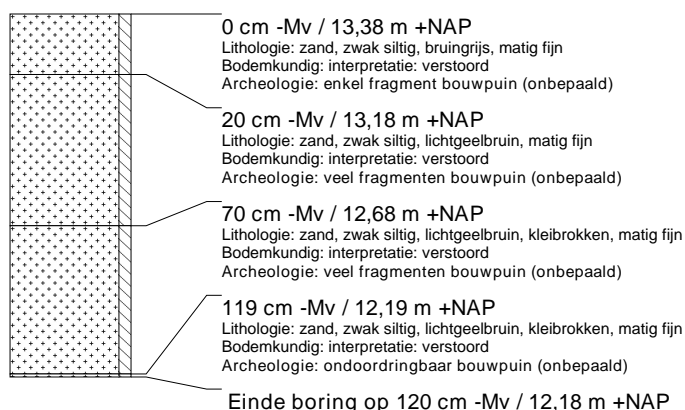 0 cm -Mv / 13,38 m +NAP
Lithologie: zand, zwak siltig, bruingrijs, matig fijn
Bodemkundig: interpretatie: verstoord
Archeologie: enkel fragment bouwpuin (onbepaald)
20 cm -Mv / 13,18 m +NAP
Lithologie: zand, zwak siltig, lichtgeelbruin, matig fijn
Bodemkundig: interpretatie: verstoord
Archeologie: veel fragmenten bouwpuin (onbepaald)
70 cm -Mv / 12,68 m +NAP
Lithologie: zand, zwak siltig, lichtgeelbruin, kleibrokken, matig fijn
Bodemkundig: interpretatie: verstoord
Archeologie: veel fragmenten bouwpuin (onbepaald)
119 cm -Mv / 12,19 m +NAP
Lithologie: zand, zwak siltig, lichtgeelbruin, kleibrokken, matig fijn
Bodemkundig: interpretatie: verstoord
Archeologie: ondoordringbaar bouwpuin (onbepaald)
Einde boring op 120 cm -Mv / 12,18 m +NAP